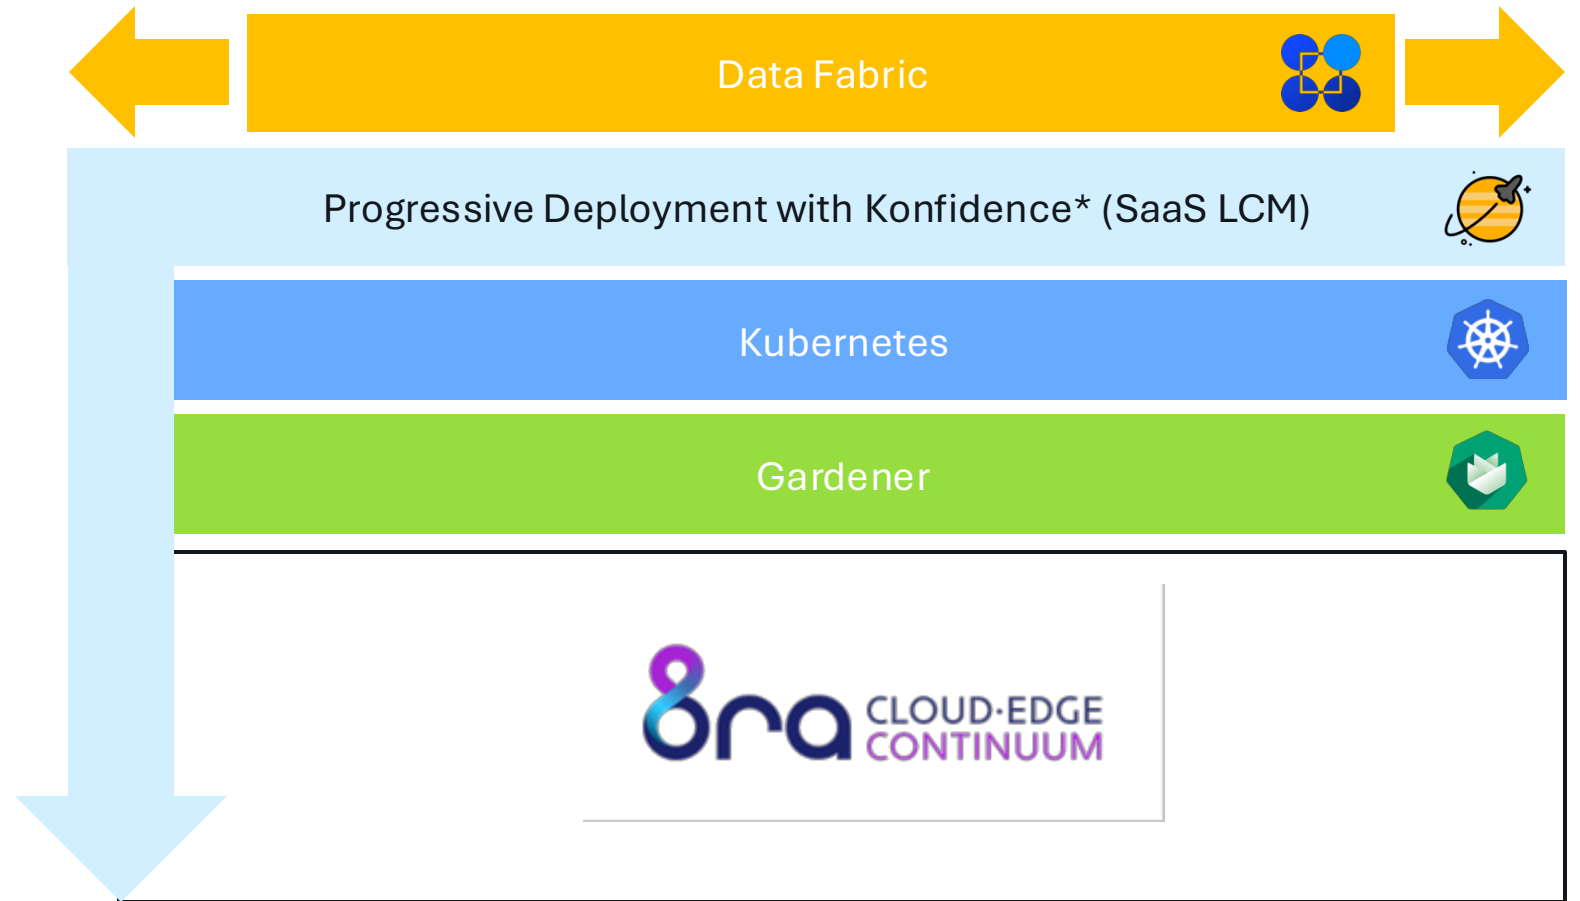 Data Fabric
Progressive Deployment with Konfidence* (SaaS LCM)
Kubernetes
Gardener
8ra CLOUD·EDGE
CONTINUUM